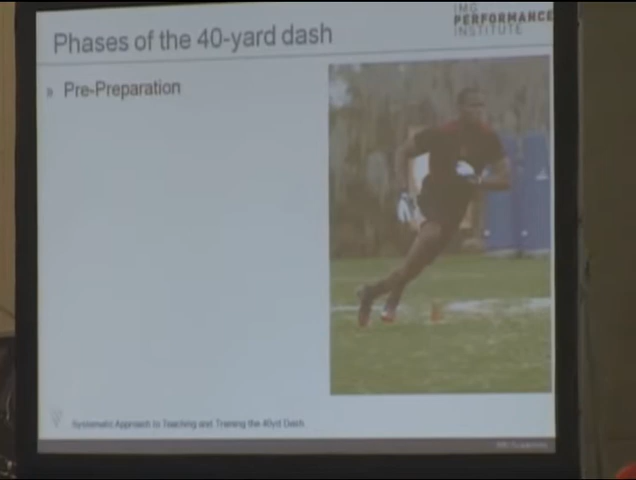 Phases of the 40-yard dash
IMG
PERFORMANCE
INSTITUTE
» Pre-Preparation
Systematic Approach to Teaching and Training the 40yd Dash